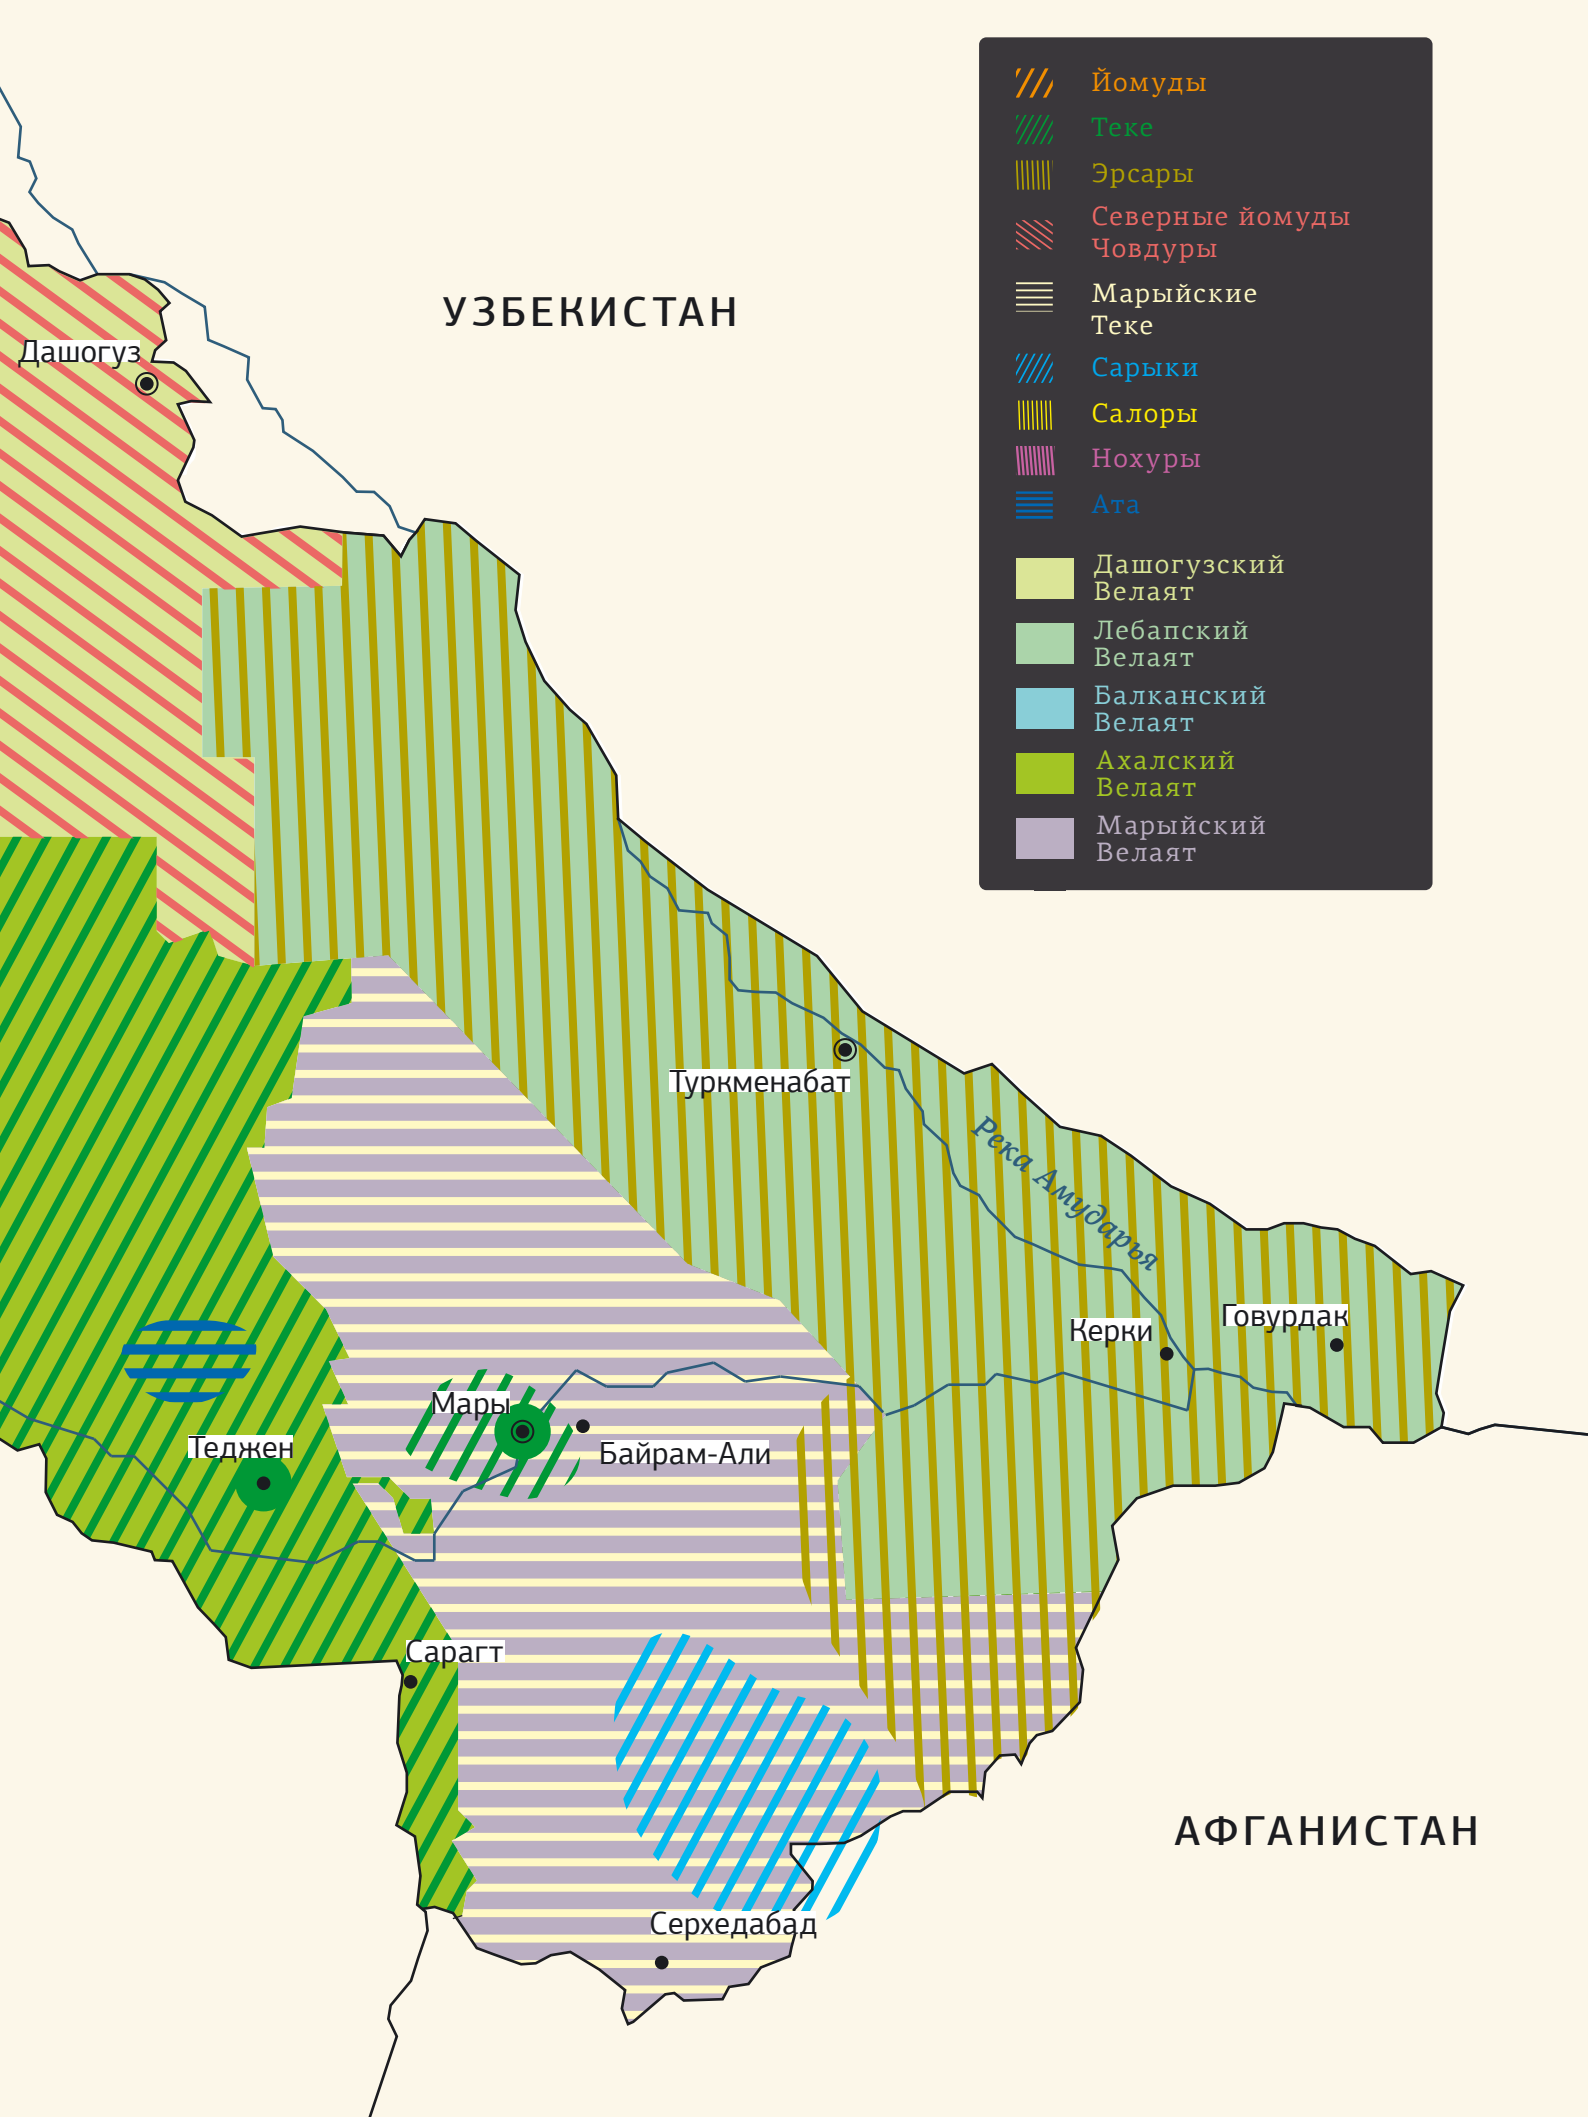 Йомуды
Теке
Эрсары
Северные йомуды
Човдуры
Марыйские
Теке
Сарыки
Салоры
Нохуры
Ата
Дашогузский
Велаят
Лебапский
Велаят
Балканский
Велаят
Ахалский
Велаят
Марыйский
Велаят
УЗБЕКИСТАН
Дашогуз
Туркменабат
Река Амударья
Керки
Говурдак
Мары
Байрам-Али
Теджен
Сарагт
АФГАНИСТАН
Серхедабад